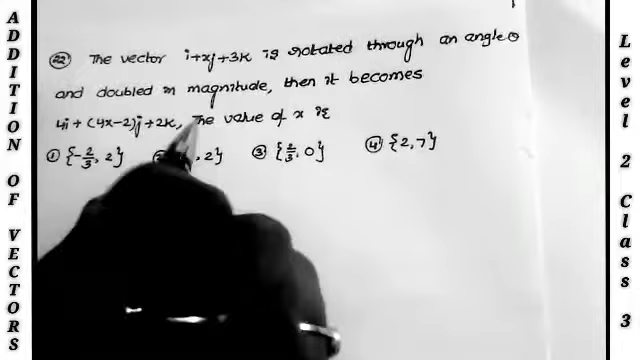 ADDITION OF VECTORS
22 The vector i+xj+3k is rotated through an angle θ
and doubled in magnitude, then it becomes
4i+(4x-2)j+2k, The value of x is
① {-2/3, 2} , 2} ③ {2/3, 0} ④ {2, 7}
Level 2 Class 3